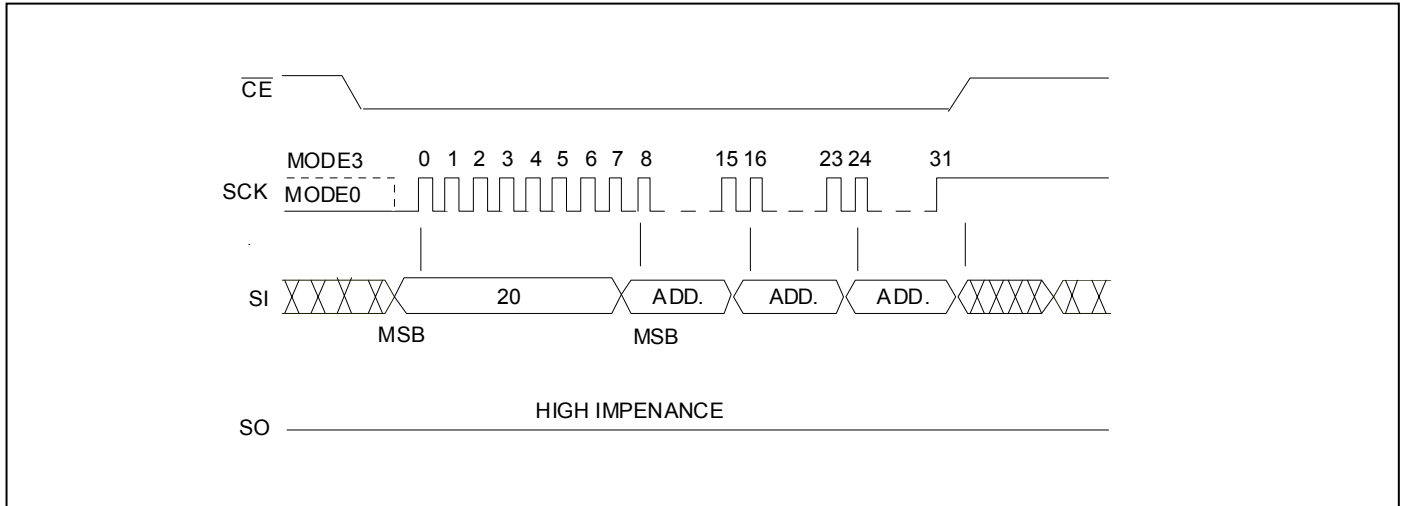 CE
MODE3 0 1 2 3 4 5 6 7 8 15 16 23 24 31
SCK MODE0
SI 20 ADD. ADD. ADD.
MSB MSB
HIGH IMPENANCE
SO